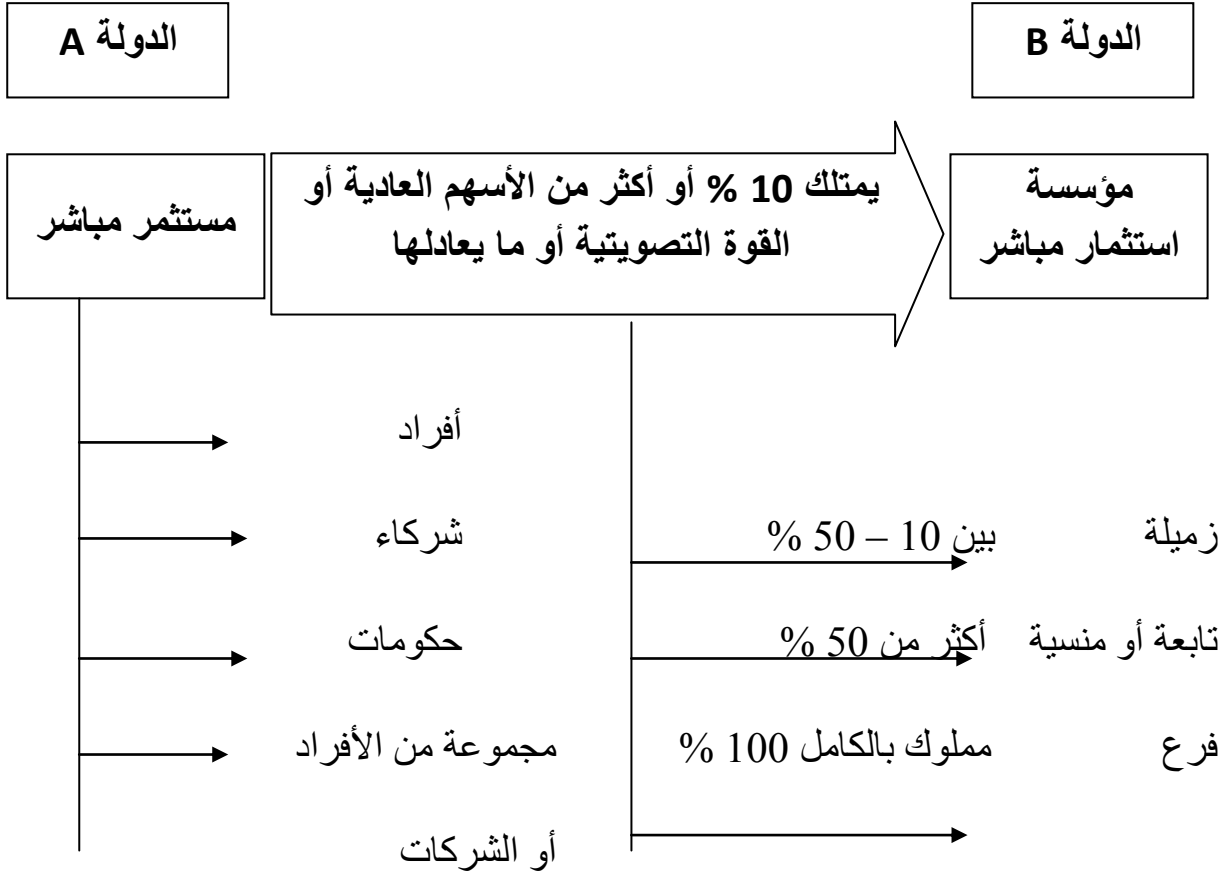 الدولة A
الدولة B
مستثمر مباشر
يمتلك 10 % أو أكثر من الأسهم العادية أو
القوة التصويتية أو ما يعادلها
مؤسسة
استثمار مباشر
أفراد
شركاء
حكومات
مجموعة من الأفراد
أو الشركات
زميلة بين 10 – 50 %
تابعة أو منسية أكثر من 50 %
فرع مملوك بالكامل 100 %